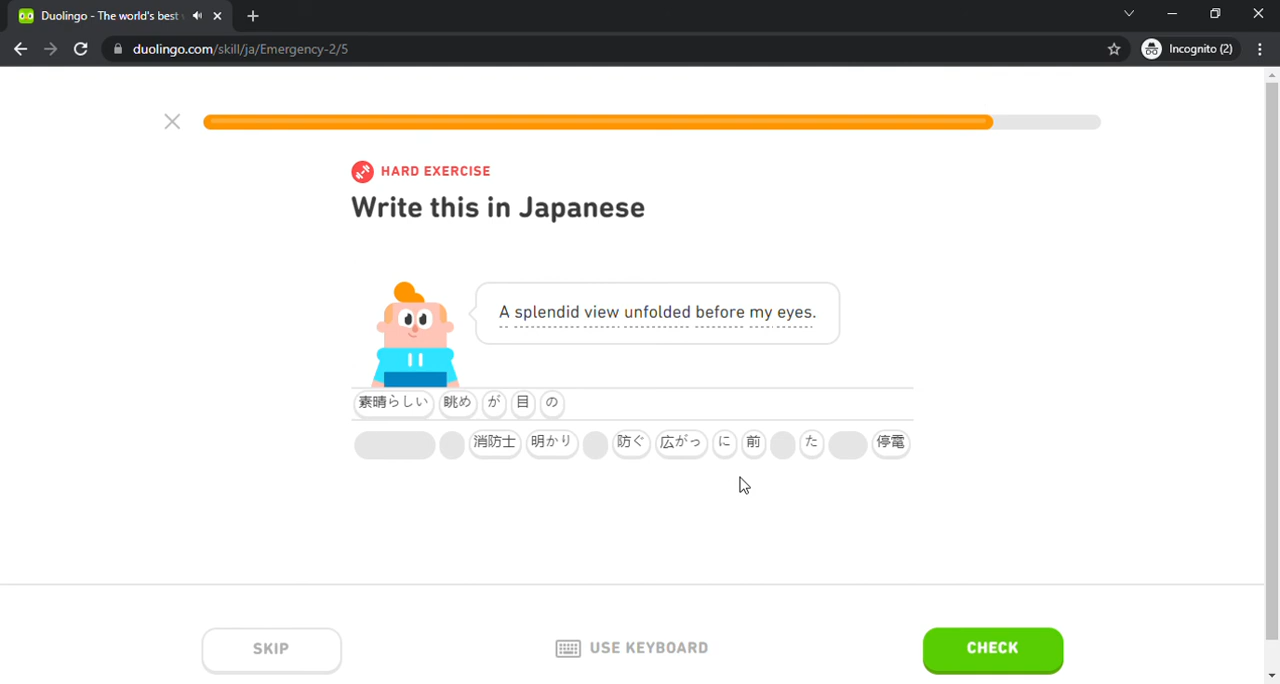 Duolingo - The world's best
duolingo.com/skill/ja/Emergency-2/5
Incognito (2)
HARD EXERCISE
Write this in Japanese
A splendid view unfolded before my eyes.
素晴らしい 眺め が 目 の
消防士 明かり 防ぐ 広がっ に 前 た 停電
SKIP
USE KEYBOARD
CHECK